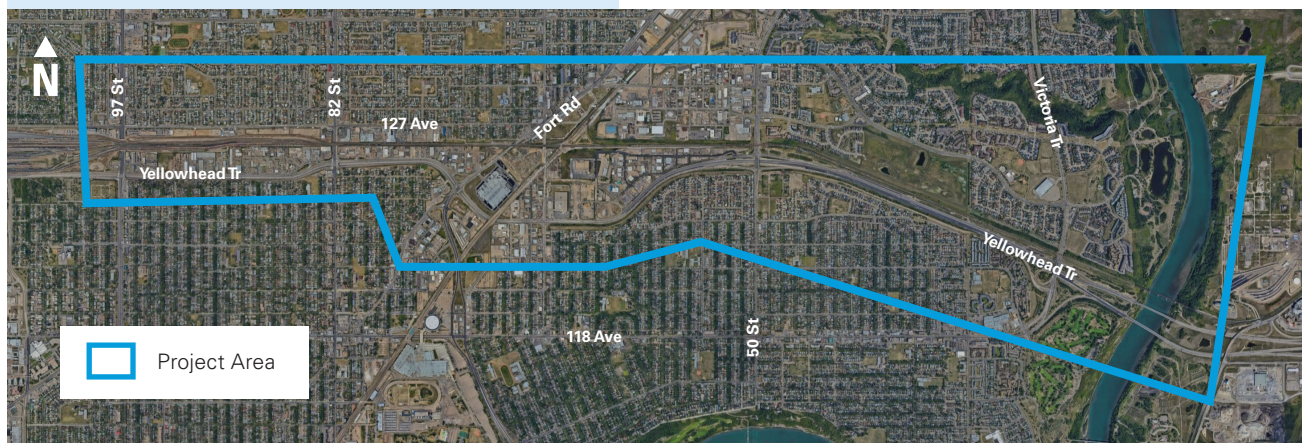 N
97 St
82 St
127 Ave
Fort Rd
Victoria Tr
Yellowhead Tr
Yellowhead Tr
118 Ave
50 St
Project Area